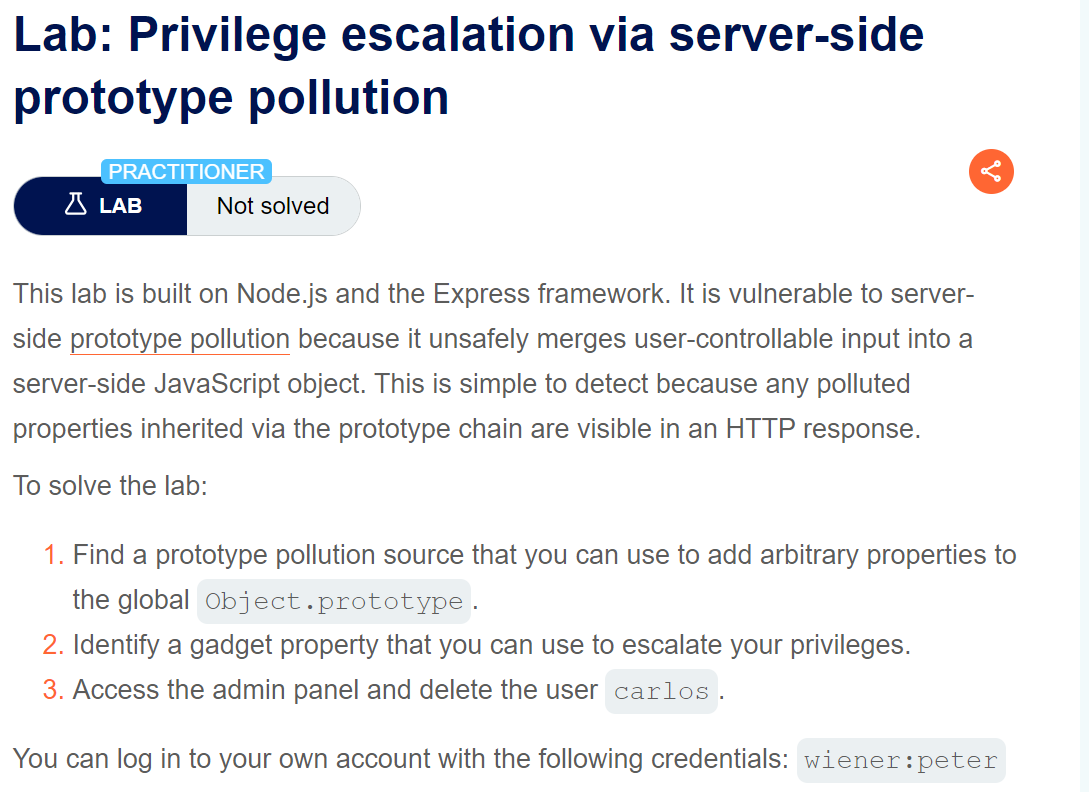 Lab: Privilege escalation via server-side
prototype pollution
PRACTITIONER
LAB
Not solved
This lab is built on Node.js and the Express framework. It is vulnerable to server-
side prototype pollution because it unsafely merges user-controllable input into a
server-side JavaScript object. This is simple to detect because any polluted
properties inherited via the prototype chain are visible in an HTTP response.
To solve the lab:
1. Find a prototype pollution source that you can use to add arbitrary properties to
the global Object.prototype.
2. Identify a gadget property that you can use to escalate your privileges.
3. Access the admin panel and delete the user carlos.
You can log in to your own account with the following credentials: wiener:peter